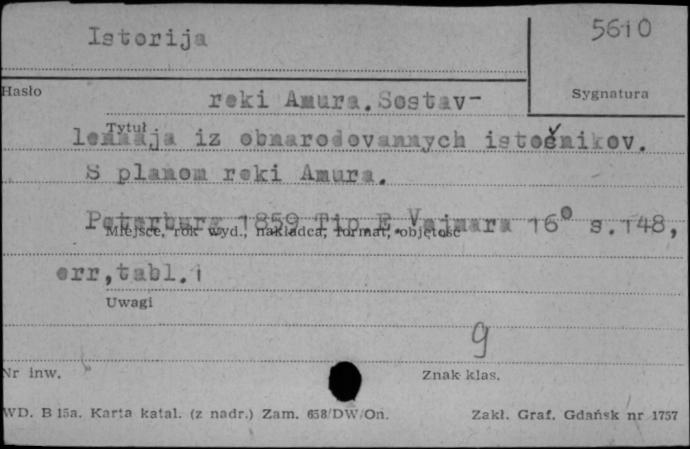 Istorija
5610
Hasło
Sygnatura
reki Amura. Sostav-
Tytuł
lennaja iz obnarodovannych istočnikov.
S planom reki Amura.
Peterburg 1859 Tip. E. Vejmara 16° s. 148,
Miejsce, rok wyd., nakładca, format, objętość
err, tabl. 1
Uwagi
9
Nr inw.
Znak klas.
WD. B 15a. Karta katal. (z nadr.) Zam. 658/DW/On.
Zakł. Graf. Gdańsk nr 1757